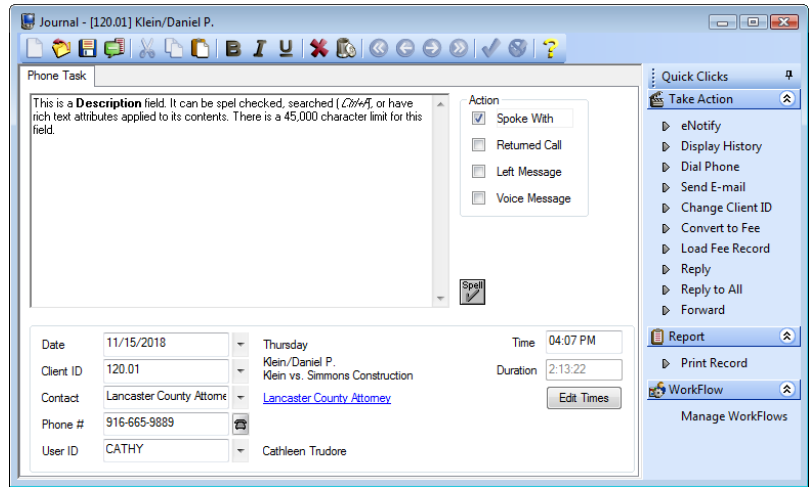 Journal - [120.01] Klein/Daniel P.
Phone Task
This is a Description field. It can be spel checked, searched (Ctrl+F), or have
rich text attributes applied to its contents. There is a 45,000 character limit for this
field.
Action
Spoke With
Returned Call
Left Message
Voice Message
Spell
Date 11/15/2018 Thursday Time 04:07 PM
Client ID 120.01 Klein/Daniel P.
Klein vs. Simmons Construction Duration 2:13:22
Contact Lancaster County Attorne Lancaster County Attorney Edit Times
Phone # 916-665-9889
User ID CATHY Cathleen Trudore
Quick Clicks
Take Action
eNotify
Display History
Dial Phone
Send E-mail
Change Client ID
Convert to Fee
Load Fee Record
Reply
Reply to All
Forward
Report
Print Record
WorkFlow
Manage WorkFlows